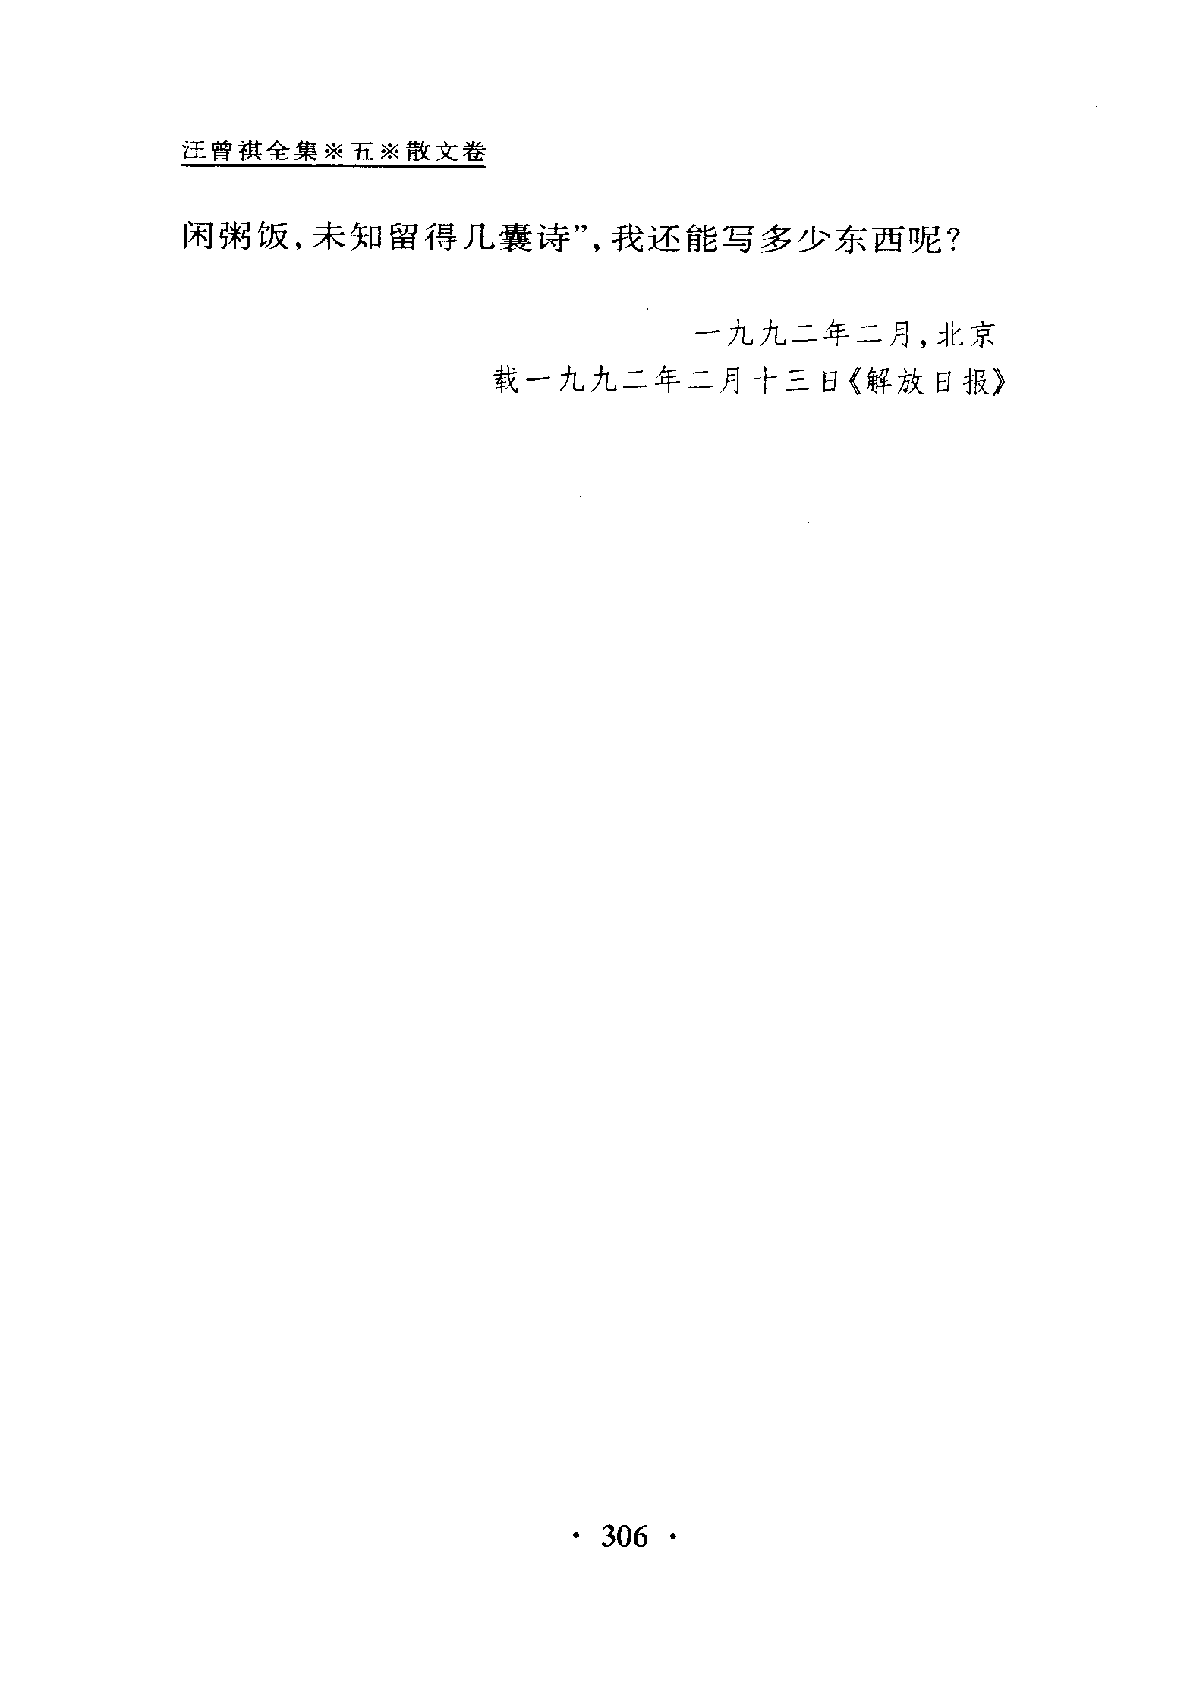 汪曾祺全集※五※散文卷
闲粥饭,未知留得几囊诗”,我还能写多少东西呢?
一九九二年二月,北京
载一九九二年二月十三日《解放日报》
· 306 ·